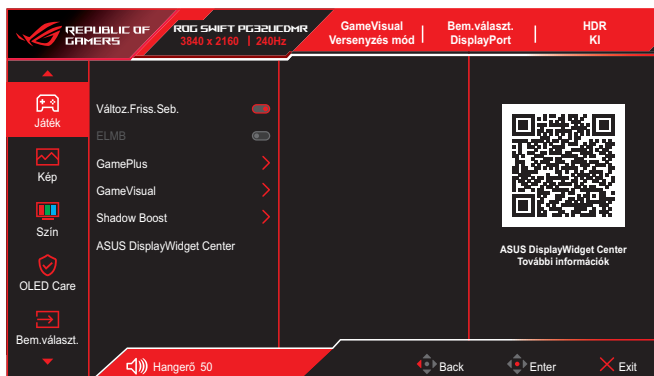 REPUBLIC OF
GAMERS
ROG SWIFT PG32UCDMR
3840 x 2160 | 240Hz
GameVisual
Versenyzés mód
Bem.választ.
DisplayPort
HDR
KI
Játék
Kép
Szín
OLED Care
Bem.választ.
Változ.Friss.Seb.
ELMB
GamePlus
GameVisual
Shadow Boost
ASUS DisplayWidget Center
ASUS DisplayWidget Center
További információk
Hangerő 50
Back
Enter
Exit